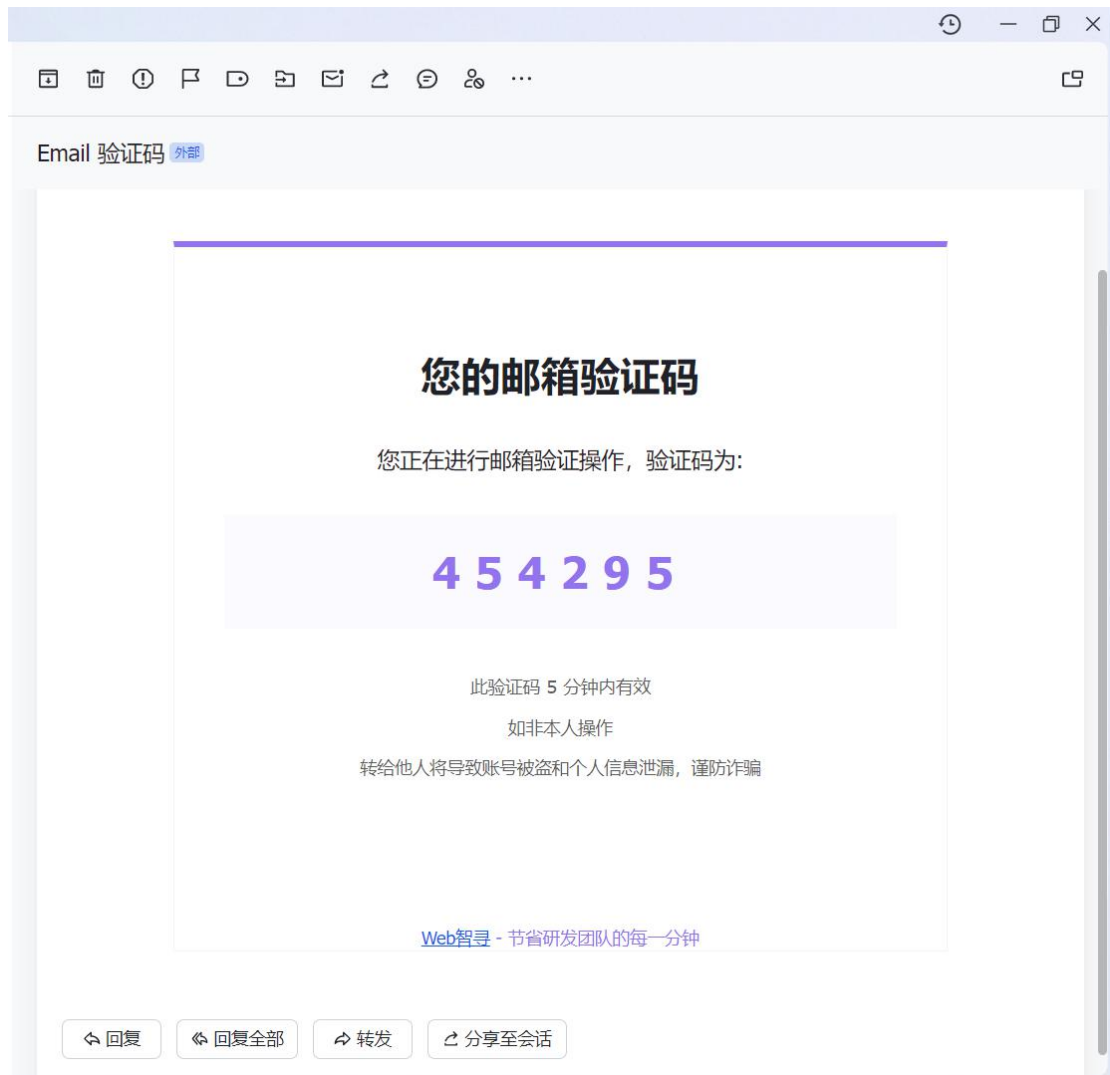 Email 验证码 外部
您的邮箱验证码
您正在进行邮箱验证操作，验证码为:
454295
此验证码 5 分钟内有效
如非本人操作
转给他人将导致账号被盗和个人信息泄漏，谨防诈骗
Web智寻 - 节省研发团队的每一分钟
回复 回复全部 转发 分享至会话